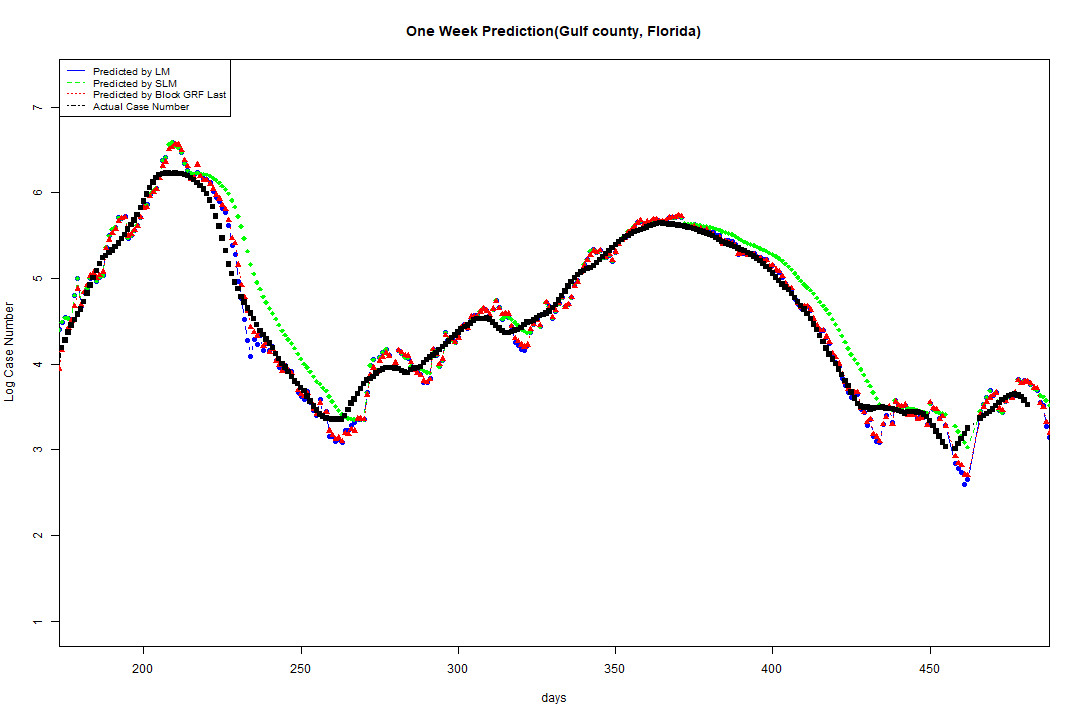 One Week Prediction(Gulf county, Florida)
Predicted by LM
Predicted by SLM
Predicted by Block GRF Last
Actual Case Number
7
6
5
4
3
2
1
Log Case Number
200 250 300 350 400 450
days